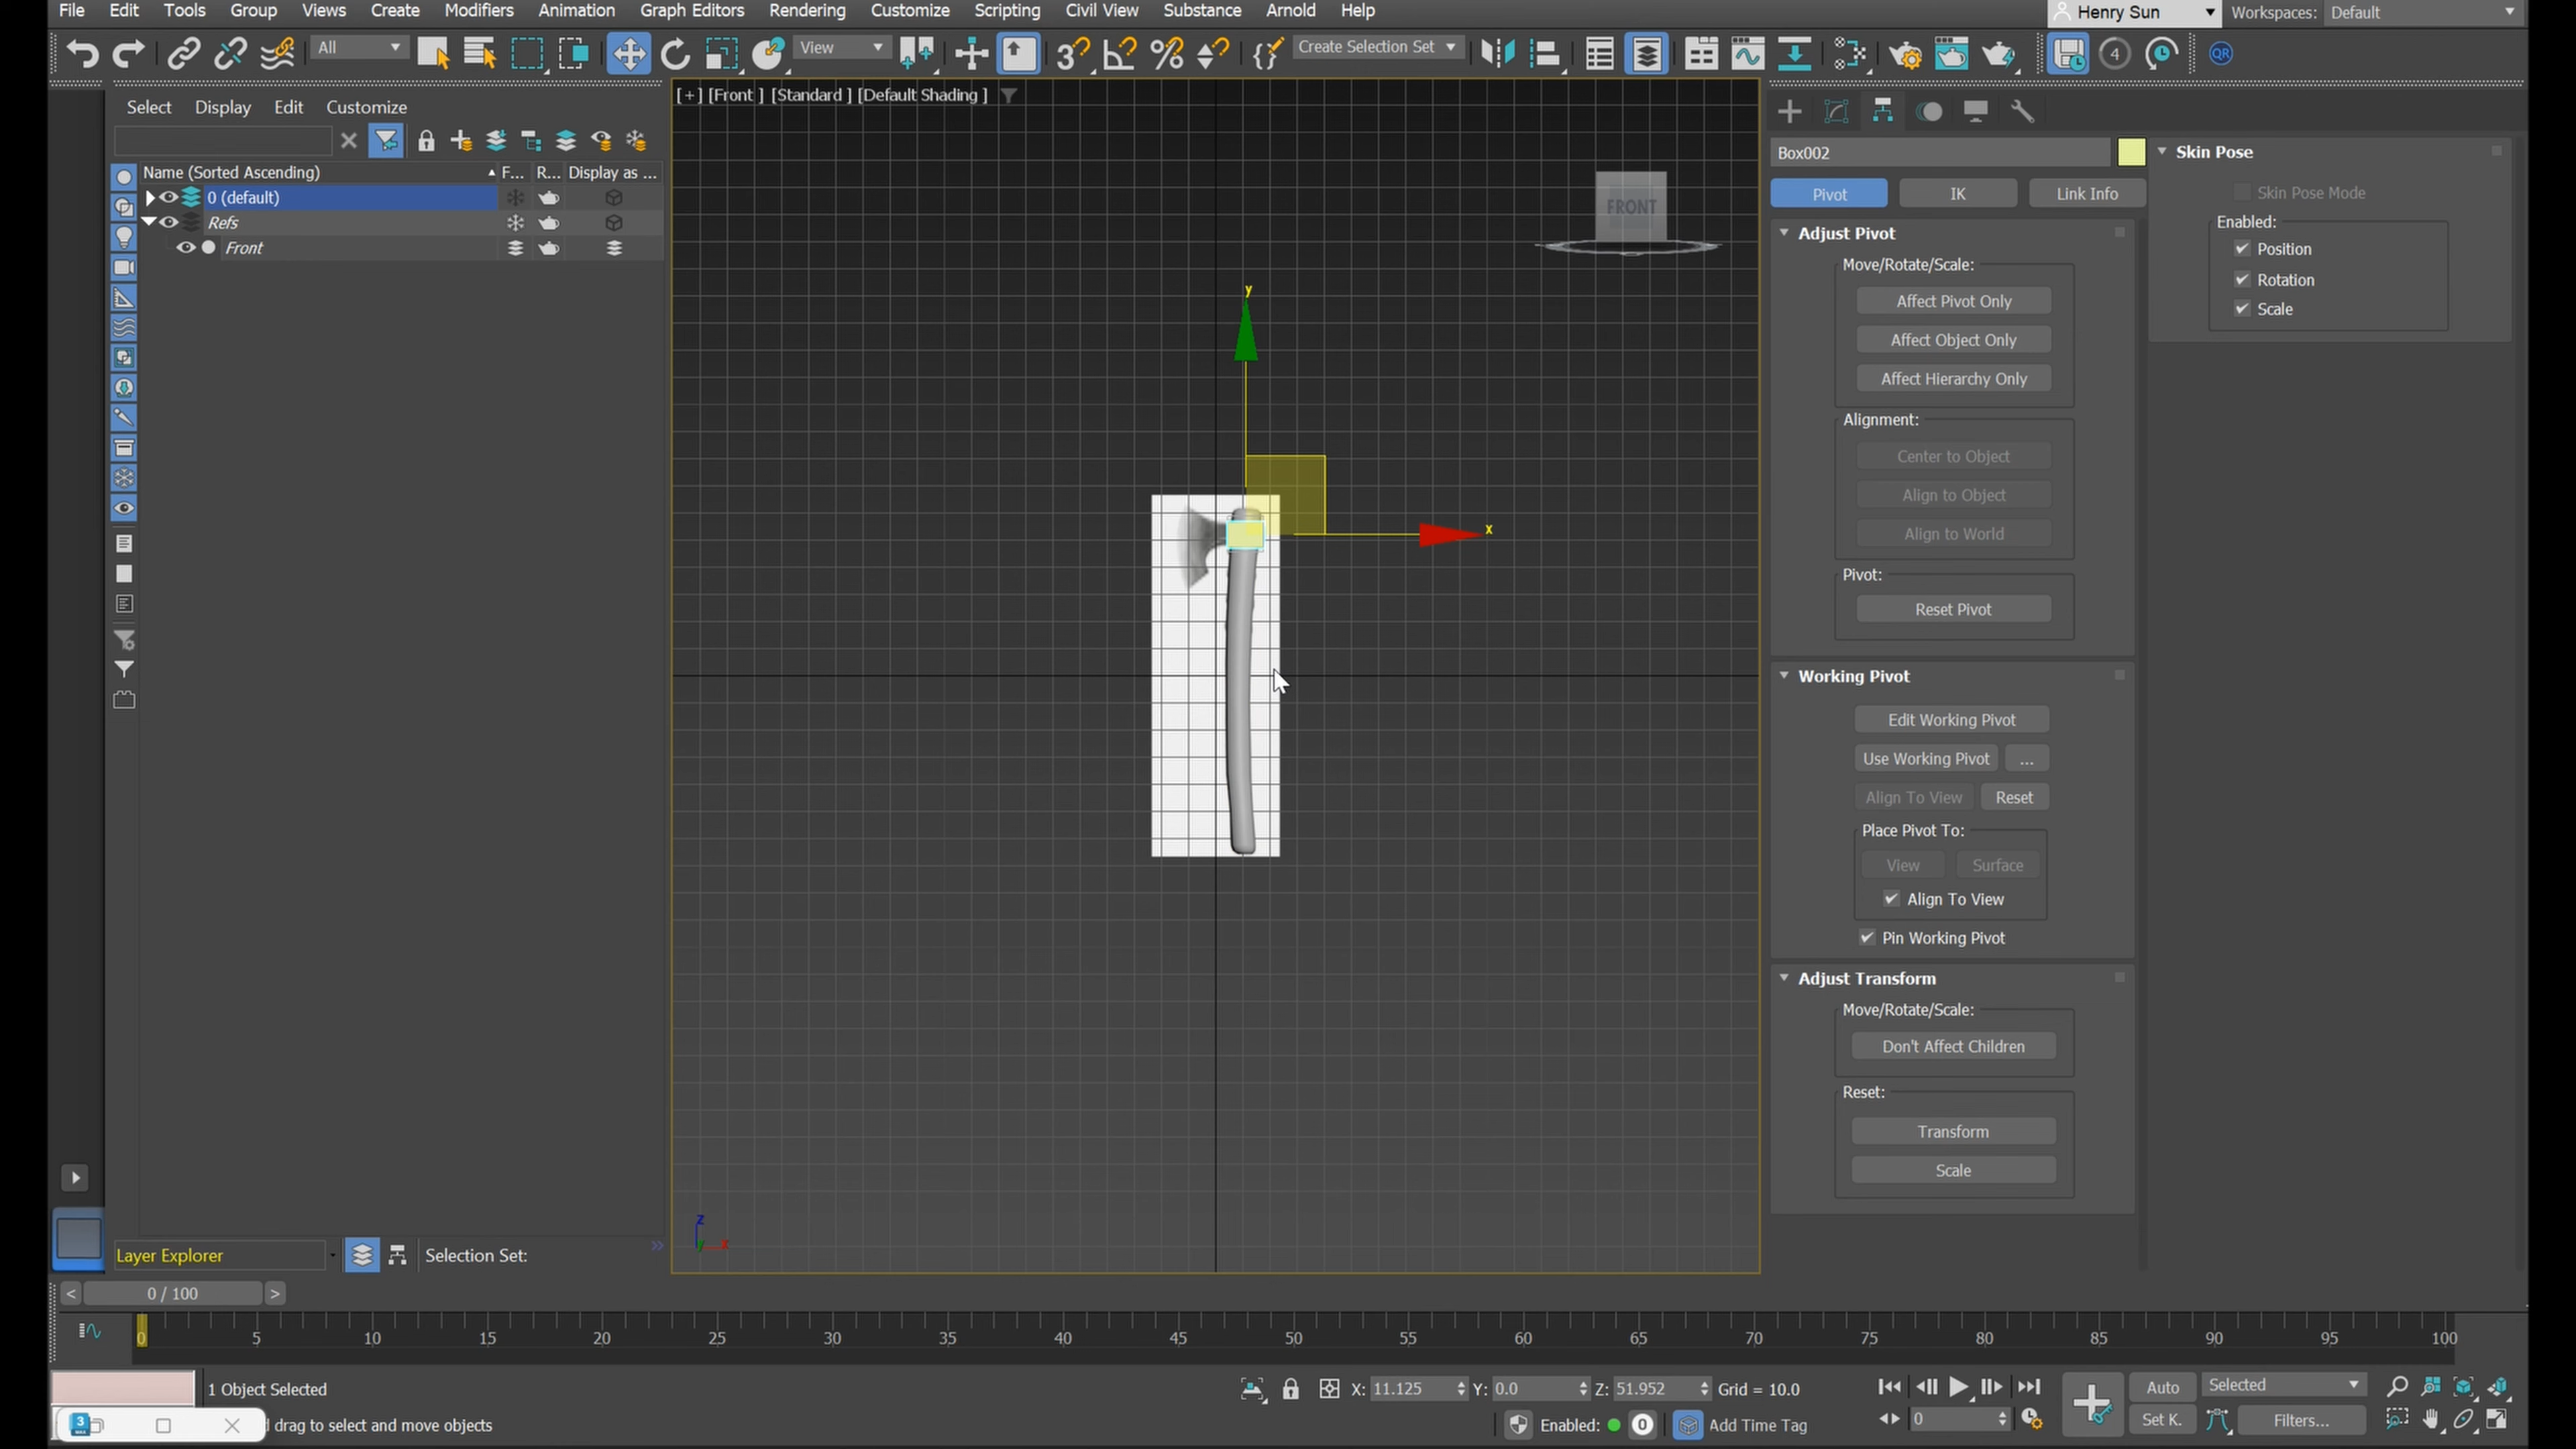 File Edit Tools Group Views Create Modifiers Animation Graph Editors Rendering Customize Scripting Civil View Substance Arnold Help
Henry Sun
Workspaces: Default
All
View
Create Selection Set
4
QR
Select Display Edit Customize
Name (Sorted Ascending) F... R... Display as ...
0 (default)
Refs
Front
[+] [Front ] [Standard ] [Default Shading ]
FRONT
y
x
z
x
Box002
Pivot IK Link Info
Adjust Pivot
Move/Rotate/Scale:
Affect Pivot Only
Affect Object Only
Affect Hierarchy Only
Alignment:
Center to Object
Align to Object
Align to World
Pivot:
Reset Pivot
Working Pivot
Edit Working Pivot
Use Working Pivot ...
Align To View Reset
Place Pivot To:
View Surface
Align To View
Pin Working Pivot
Adjust Transform
Move/Rotate/Scale:
Don't Affect Children
Reset:
Transform
Scale
Skin Pose
Skin Pose Mode
Enabled:
Position
Rotation
Scale
Layer Explorer
Selection Set:
< 0 / 100 >
0 5 10 15 20 25 30 35 40 45 50 55 60 65 70 75 80 85 90 95 100
1 Object Selected
X: 11.125 Y: 0.0 Z: 51.952 Grid = 10.0
Auto Selected
drag to select and move objects
Enabled: 0 Add Time Tag
0
Set K. Filters...